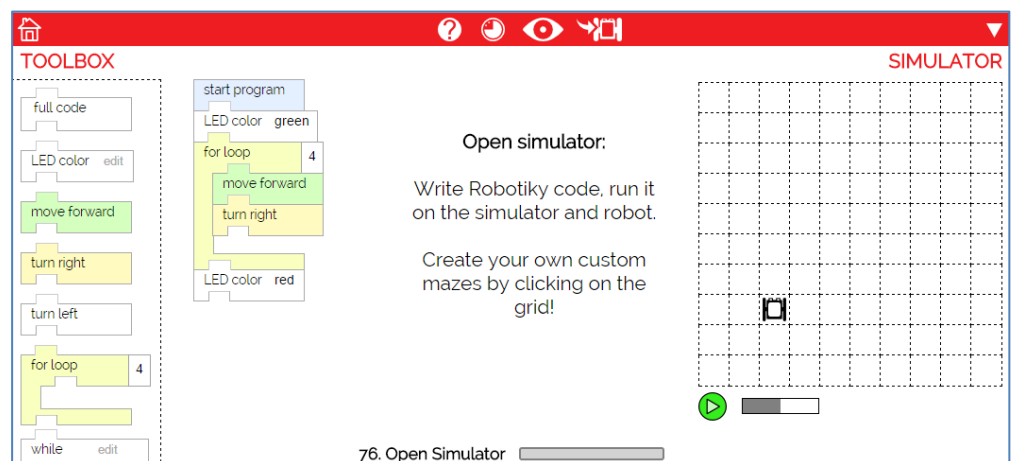 TOOLBOX
SIMULATOR
full code
LED color edit
move forward
turn right
turn left
for loop 4
while edit
start program
LED color green
for loop 4
move forward
turn right
LED color red
Open simulator:
Write Robotiky code, run it
on the simulator and robot.
Create your own custom
mazes by clicking on the
grid!
76. Open Simulator